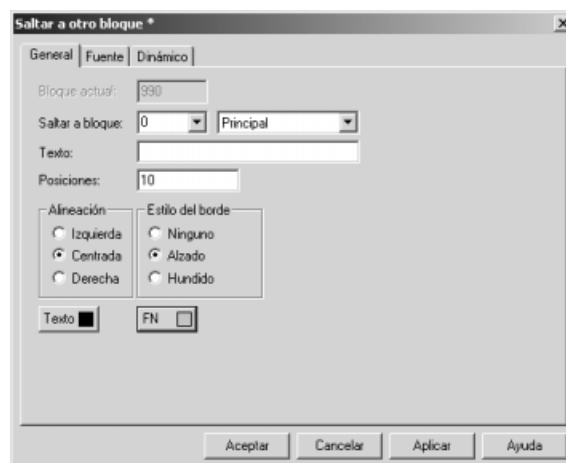 Saltar a otro bloque *
General Fuente Dinámico
Bloque actual: 990
Saltar a bloque: 0 Principal
Texto:
Posiciones: 10
Alineación Estilo del borde
Izquierda Ninguno
Centrada Alzado
Derecha Hundido
Texto FN
Aceptar Cancelar Aplicar Ayuda